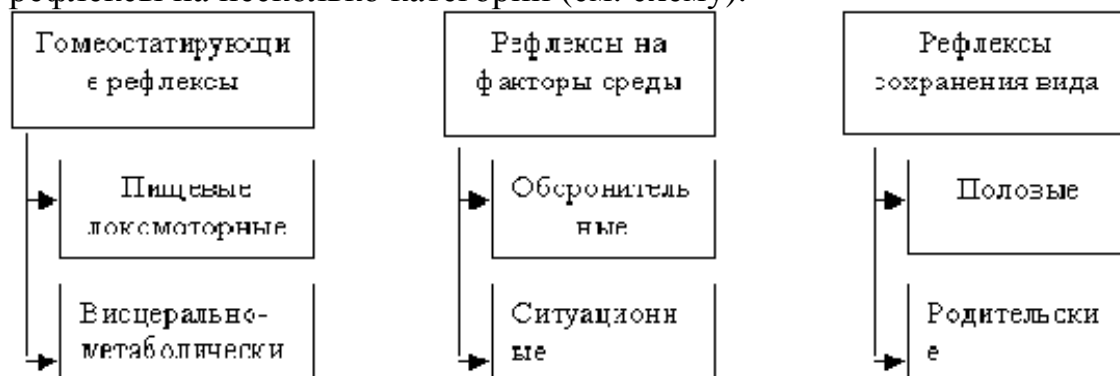 рефлексы на несколько категорий (см. схему).
Гомеостатирующи
е рефлексы
Рефлексы на
факторы среды
Рефлексы
сохранения вида
Пищевые
локомоторные
Оборонитель
ные
Половые
Висцерально-
метаболически
Ситуационн
ые
Родительски
е